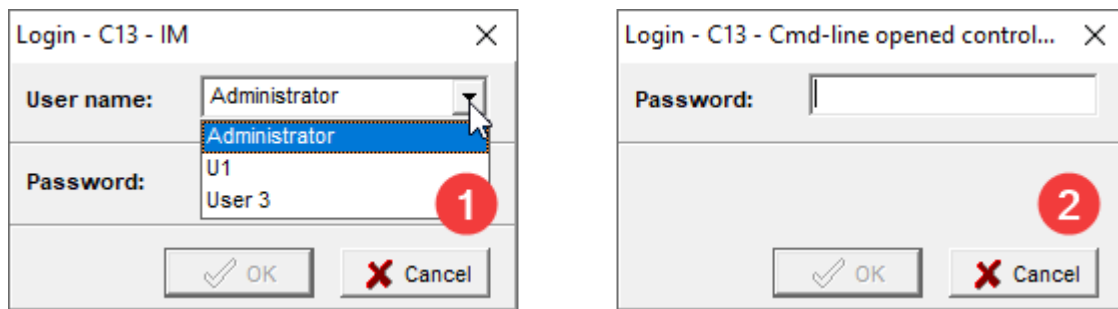 Login - C13 - IM
User name:
Administrator
Administrator
U1
User 3
Password:
1
OK
Cancel
Login - C13 - Cmd-line opened control...
Password:
2
OK
Cancel